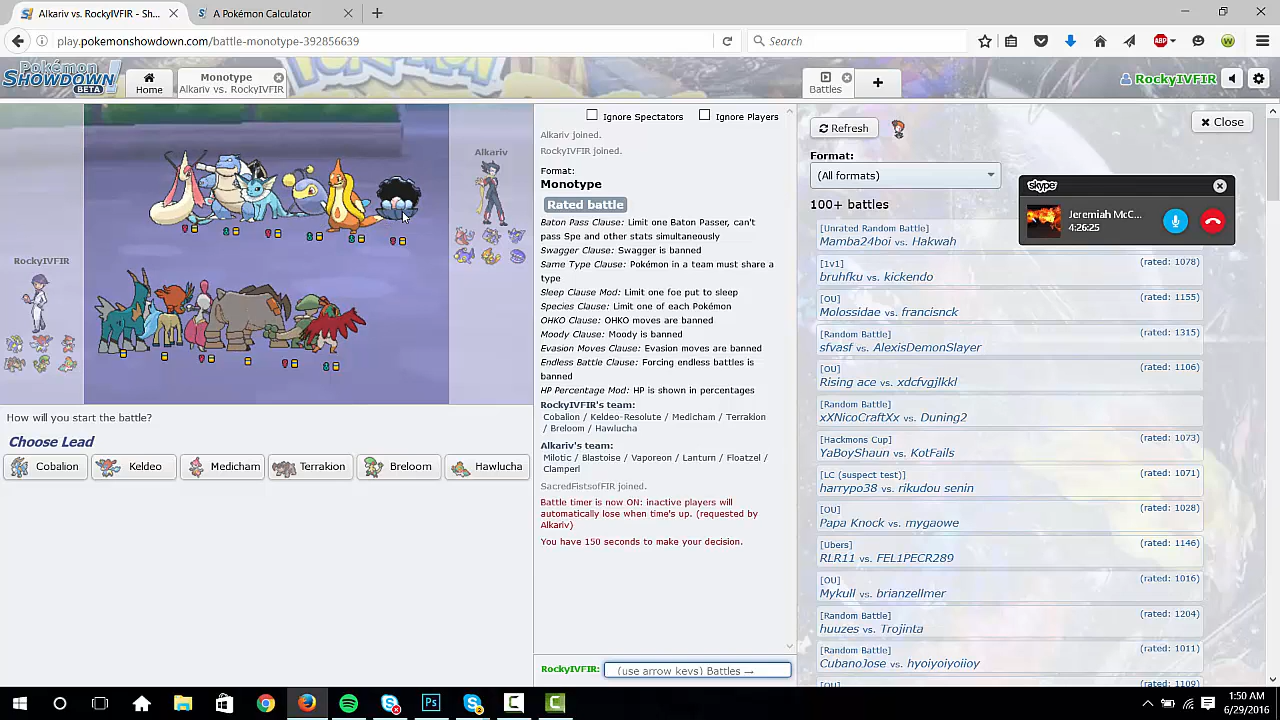 Alkariv vs. RockyIVFIR - Sh...
A Pokémon Calculator
play.pokemonshowdown.com/battle-monotype-392856639
Search
ABP
Pokémon
Showdown!
BETA
Home
Monotype
Alkariv vs. RockyIVFIR
Battles
RockyIVFIR
Ignore Spectators
Ignore Players
Alkariv joined.
RockyIVFIR joined.
Format:
Monotype
Rated battle
Baton Pass Clause: Limit one Baton Passer, can't
pass Spe and other stats simultaneously
Swagger Clause: Swagger is banned
Same Type Clause: Pokémon in a team must share a
type
Sleep Clause Mod: Limit one foe put to sleep
Species Clause: Limit one of each Pokémon
OHKO Clause: OHKO moves are banned
Moody Clause: Moody is banned
Evasion Moves Clause: Evasion moves are banned
Endless Battle Clause: Forcing endless battles is
banned
HP Percentage Mod: HP is shown in percentages
RockyIVFIR's team:
Cobalion / Keldeo-Resolute / Medicham / Terrakion
/ Breloom / Hawlucha
Alkariv's team:
Milotic / Blastoise / Vaporeon / Lanturn / Floatzel /
Clamperl
SacredFistsofFIR joined.
Battle timer is now ON: inactive players will
automatically lose when time's up. (requested by
Alkariv)
You have 150 seconds to make your decision.
RockyIVFIR: (use arrow keys) Battles →
Alkariv
RockyIVFIR
How will you start the battle?
Choose Lead
Cobalion
Keldeo
Medicham
Terrakion
Breloom
Hawlucha
Refresh
Close
Format:
(All formats)
100+ battles
skype
Jeremiah McC...
4:26:25
[Unrated Random Battle]
Mamba24boi vs. Hakwah
[1v1]
(rated: 1078)
bruhfku vs. kickendo
[OU]
(rated: 1155)
Molossidae vs. francisnck
[Random Battle]
(rated: 1315)
sfvasf vs. AlexisDemonSlayer
[OU]
(rated: 1106)
Rising ace vs. xdcfvgjlkkl
[Random Battle]
xXNicoCraftXx vs. Duning2
[Hackmons Cup]
(rated: 1073)
YaBoyShaun vs. KotFails
[LC (suspect test)]
(rated: 1071)
harrypo38 vs. rikudou senin
[OU]
(rated: 1028)
Papa Knock vs. mygaowe
[Ubers]
(rated: 1146)
RLR11 vs. FEL1PECR289
[OU]
(rated: 1016)
Mykull vs. brianzellmer
[Random Battle]
(rated: 1204)
huuzes vs. Trojinta
[Random Battle]
(rated: 1011)
CubanoJose vs. hyoiyoiyoiioy
[OU]
(rated: 1109)
1:50 AM
6/29/2016